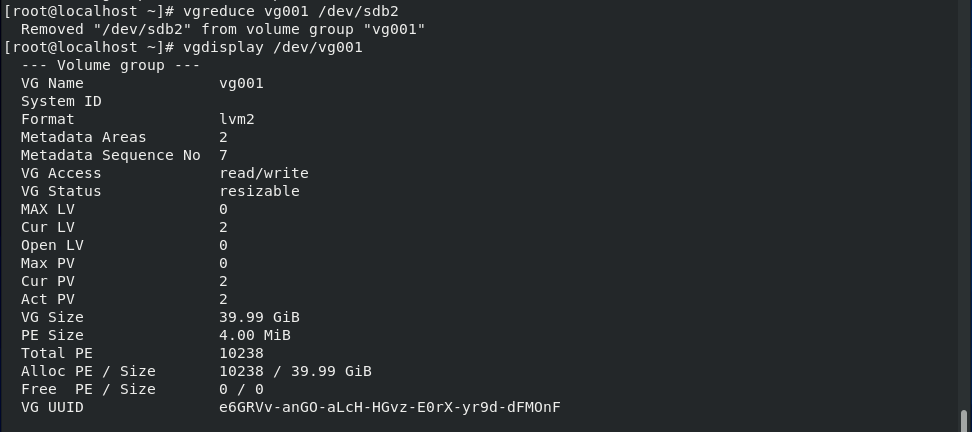 [root@localhost ~]# vgreduce vg001 /dev/sdb2
  Removed "/dev/sdb2" from volume group "vg001"
[root@localhost ~]# vgdisplay /dev/vg001
  --- Volume group ---
  VG Name               vg001
  System ID
  Format                lvm2
  Metadata Areas        2
  Metadata Sequence No  7
  VG Access             read/write
  VG Status             resizable
  MAX LV                0
  Cur LV                2
  Open LV               0
  Max PV                0
  Cur PV                2
  Act PV                2
  VG Size               39.99 GiB
  PE Size               4.00 MiB
  Total PE              10238
  Alloc PE / Size       10238 / 39.99 GiB
  Free  PE / Size       0 / 0
  VG UUID               e6GRVv-anGO-aLcH-HGvz-E0rX-yr9d-dFMOnF